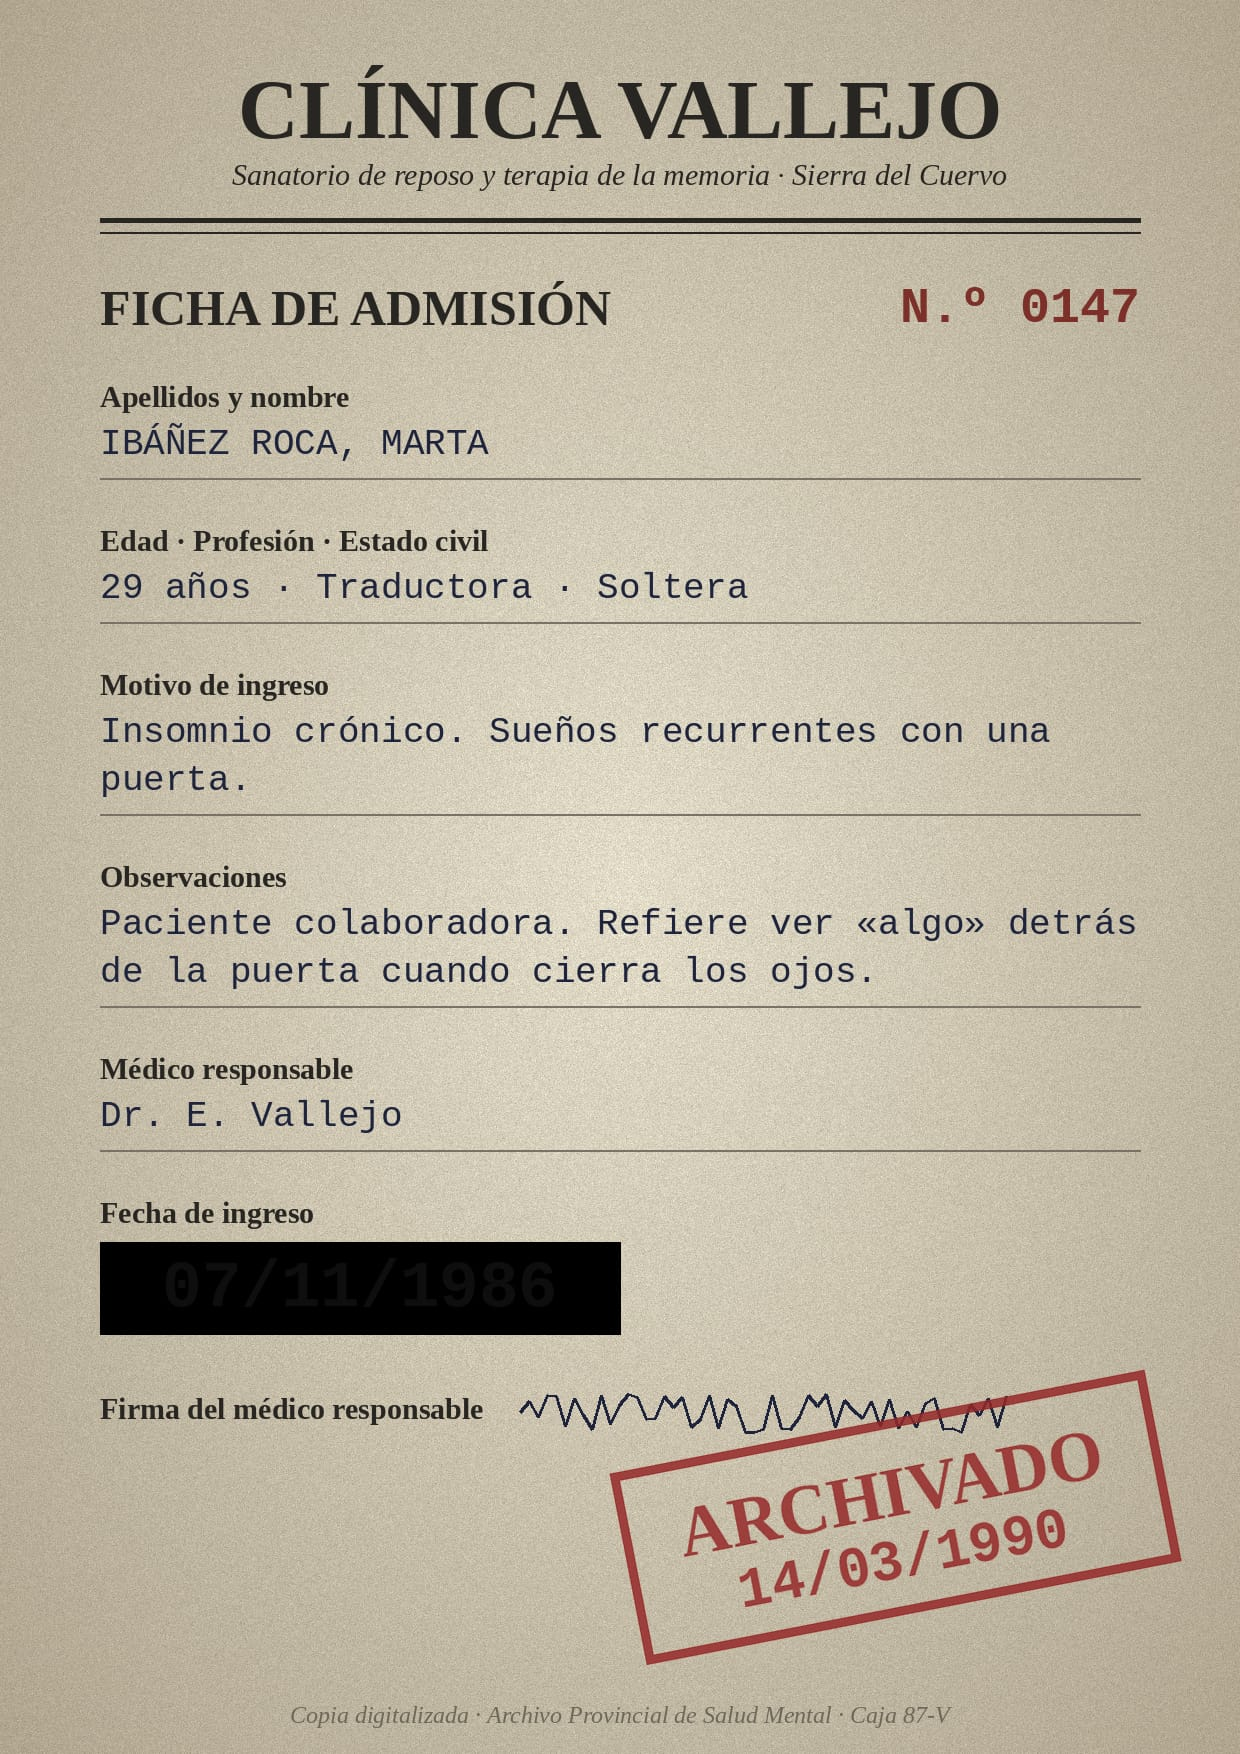 CLÍNICA VALLEJO
Sanatorio de reposo y terapia de la memoria · Sierra del Cuervo
FICHA DE ADMISIÓN N.º 0147
Apellidos y nombre
IBÁÑEZ ROCA, MARTA
Edad · Profesión · Estado civil
29 años · Traductora · Soltera
Motivo de ingreso
Insomnio crónico. Sueños recurrentes con una
puerta.
Observaciones
Paciente colaboradora. Refiere ver «algo» detrás
de la puerta cuando cierra los ojos.
Médico responsable
Dr. E. Vallejo
Fecha de ingreso
07/11/1986
Firma del médico responsable
ARCHIVADO
14/03/1990
Copia digitalizada · Archivo Provincial de Salud Mental · Caja 87-V